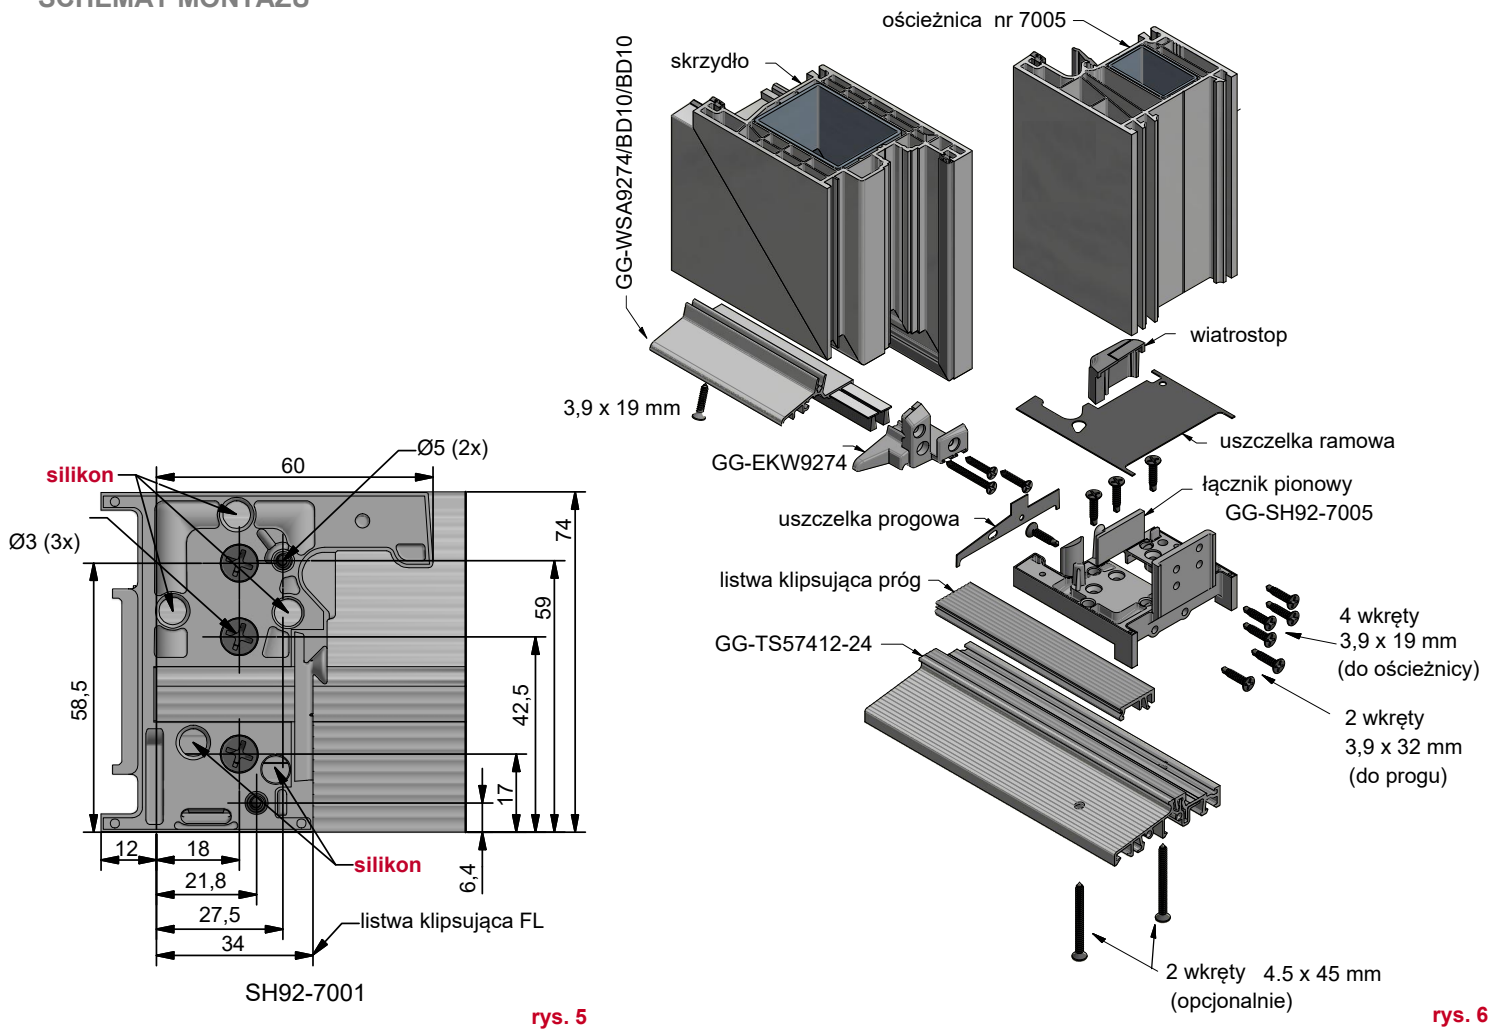 SCHEMAT MONTAŻU
ościeżnica nr 7005
skrzydło
GG-WSA9274/BD10/BD10
wiatrostop
3,9 x 19 mm
uszczelka ramowa
GG-EKW9274
łącznik pionowy
GG-SH92-7005
uszczelka progowa
listwa klipsująca próg
GG-TS57412-24
4 wkręty
3,9 x 19 mm
(do ościeżnicy)
2 wkręty
3,9 x 32 mm
(do progu)
2 wkręty 4.5 x 45 mm
(opcjonalnie)
rys. 6
Ø5 (2x)
60
silikon
Ø3 (3x)
74
59
58,5
42,5
17
6,4
12
18
21,8
27,5
34
silikon
listwa klipsująca FL
SH92-7001
rys. 5